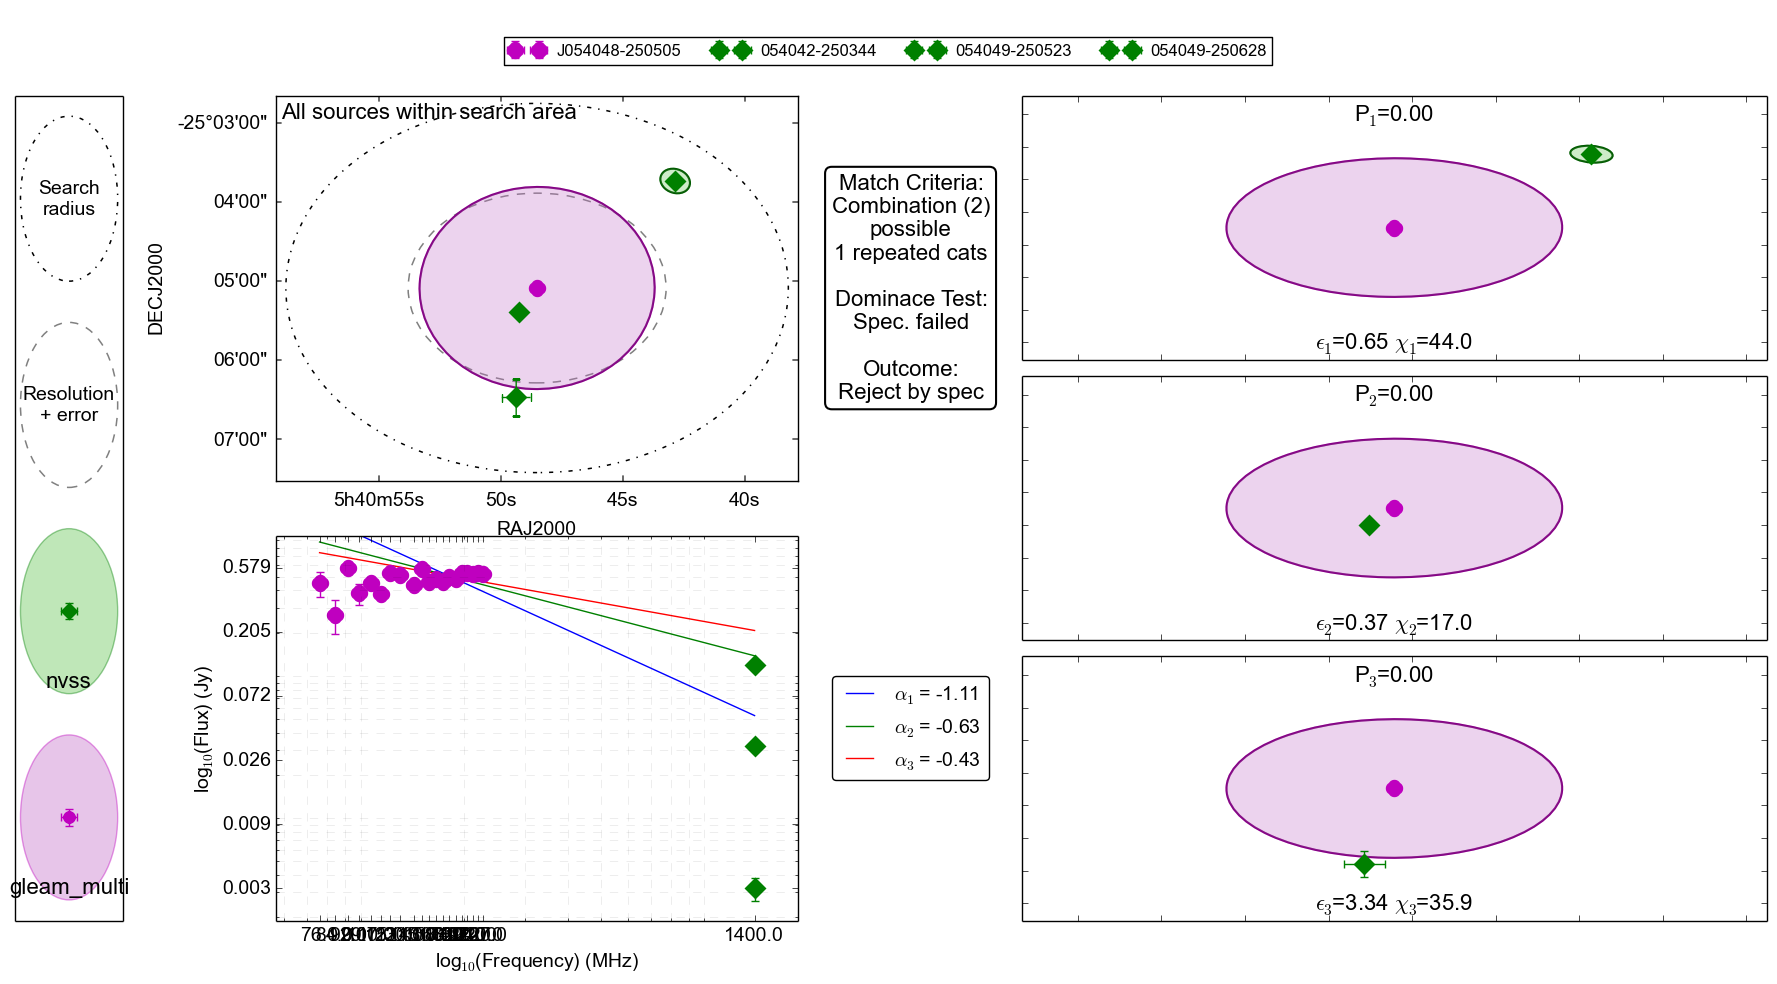 J054048-250505 054042-250344 054049-250523 054049-250628
All sources within search area
-25°03'00"
04'00"
05'00"
06'00"
07'00"
DECJ2000
5h40m55s 50s 45s 40s
RAJ2000
Search
radius
Resolution
+ error
nvss
gleam_multi
Match Criteria:
Combination (2)
possible
1 repeated cats
Dominace Test:
Spec. failed
Outcome:
Reject by spec
P1=0.00
ϵ1=0.65 χ1=44.0
P2=0.00
ϵ2=0.37 χ2=17.0
P3=0.00
ϵ3=3.34 χ3=35.9
0.579
0.205
0.072
0.026
0.009
0.003
log10(Flux) (Jy)
1400.0
log10(Frequency) (MHz)
α1 = -1.11
α2 = -0.63
α3 = -0.43